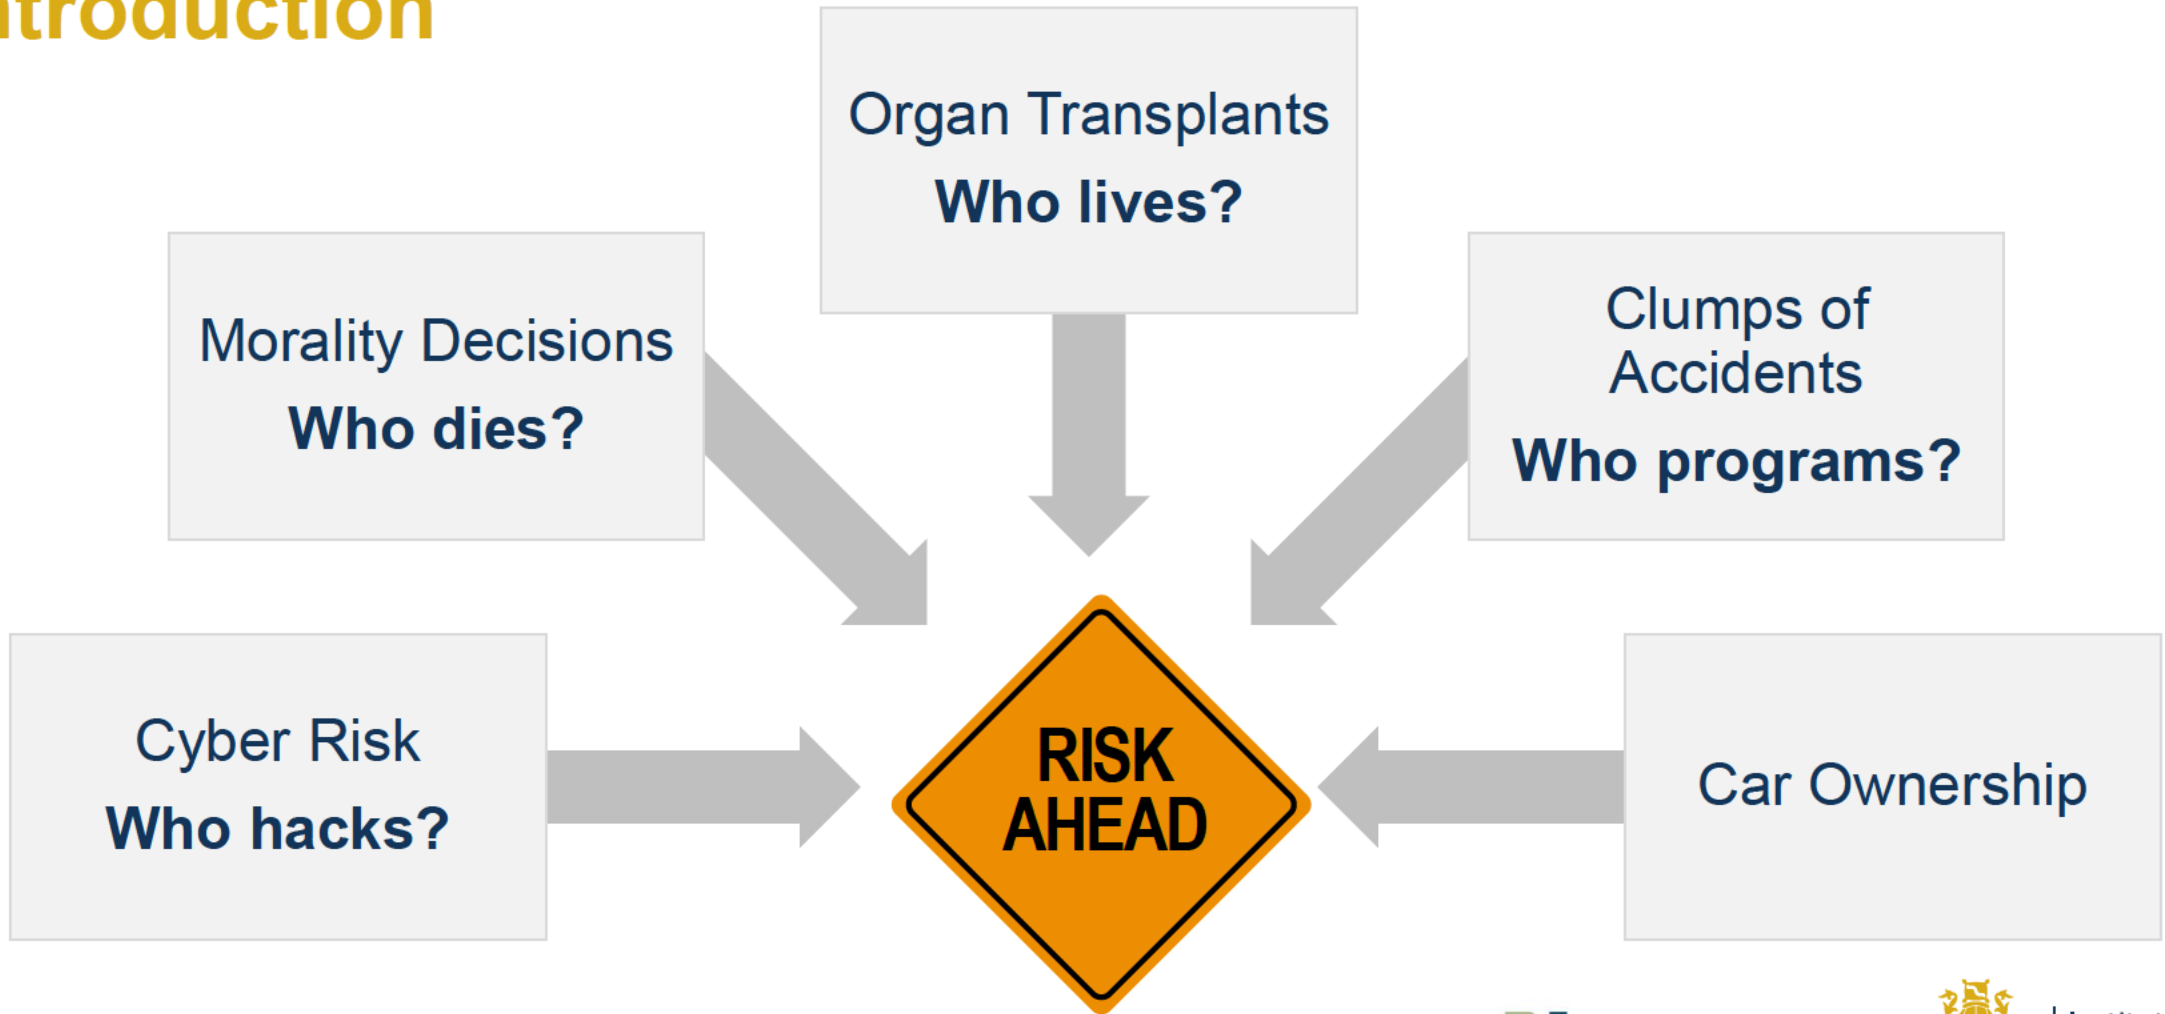 ntroduction
Organ Transplants
Who lives?
Morality Decisions
Who dies?
Clumps of
Accidents
Who programs?
Cyber Risk
Who hacks?
RISK
AHEAD
Car Ownership